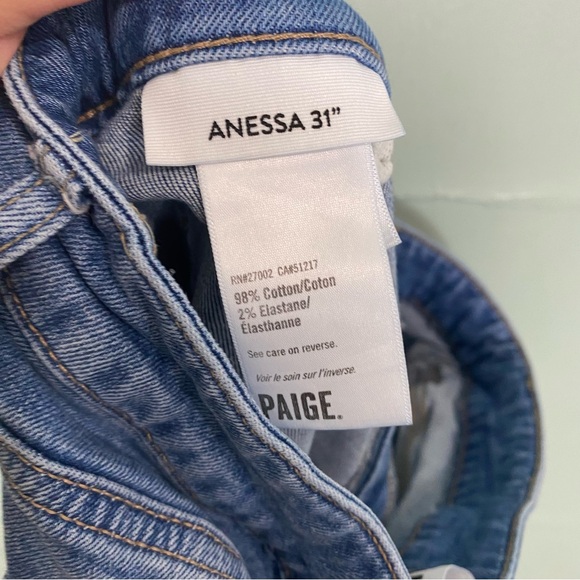 ANESSA 31”
RN#27002 CA#51217
98% Cotton/Coton
2% Elastane/
Élasthanne
See care on reverse.
Voir le soin sur l'inverse.
PAIGE.